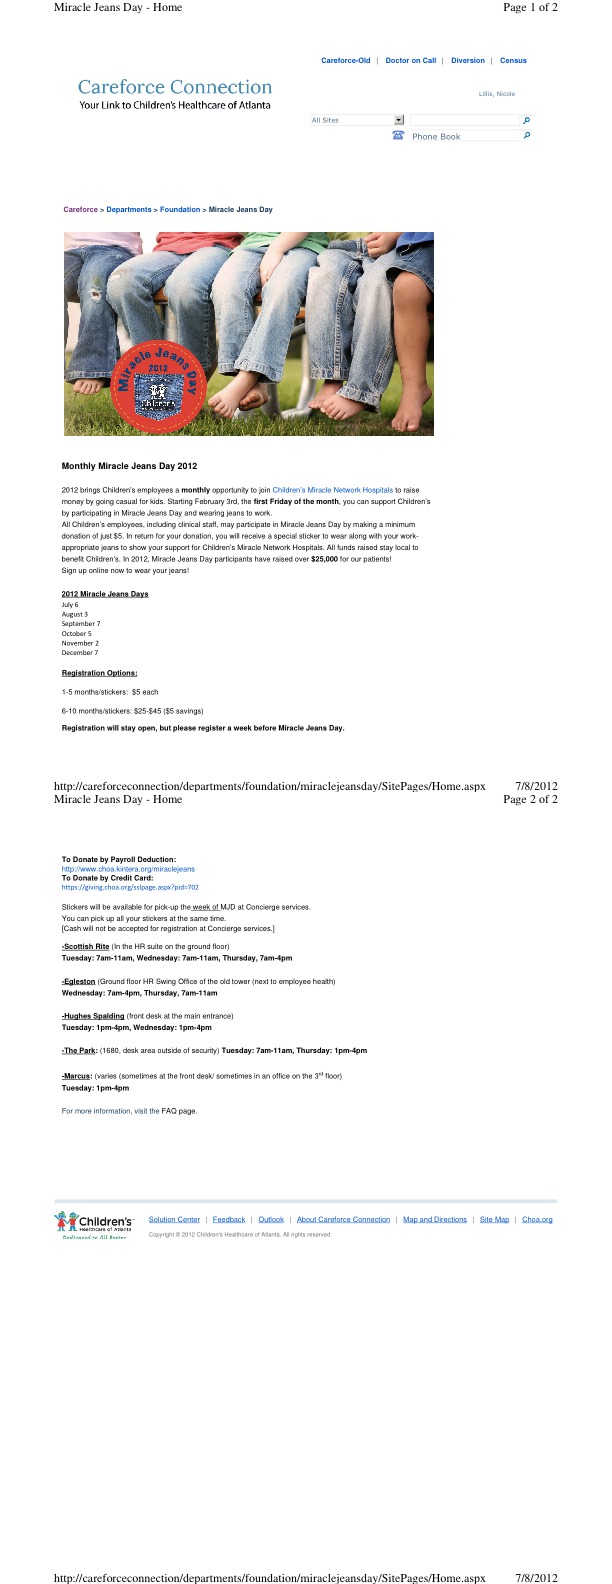 Miracle Jeans Day - Home Page 1 of 2
Careforce-Old | Doctor on Call | Diversion | Census
Careforce Connection
Your Link to Children's Healthcare of Atlanta
Lillis, Nicole
All Sites
Phone Book
Careforce > Departments > Foundation > Miracle Jeans Day
Miracle Jeans Day
2012
Children's
Monthly Miracle Jeans Day 2012
2012 brings Children's employees a monthly opportunity to join Children's Miracle Network Hospitals to raise
money by going casual for kids. Starting February 3rd, the first Friday of the month, you can support Children's
by participating in Miracle Jeans Day and wearing jeans to work.
All Children's employees, including clinical staff, may participate in Miracle Jeans Day by making a minimum
donation of just $5. In return for your donation, you will receive a special sticker to wear along with your work-
appropriate jeans to show your support for Children's Miracle Network Hospitals. All funds raised stay local to
benefit Children's. In 2012, Miracle Jeans Day participants have raised over $25,000 for our patients!
Sign up online now to wear your jeans!
2012 Miracle Jeans Days
July 6
August 3
September 7
October 5
November 2
December 7
Registration Options:
1-5 months/stickers: $5 each
6-10 months/stickers: $25-$45 ($5 savings)
Registration will stay open, but please register a week before Miracle Jeans Day.
http://careforceconnection/departments/foundation/miraclejeansday/SitePages/Home.aspx 7/8/2012
Miracle Jeans Day - Home Page 2 of 2
To Donate by Payroll Deduction:
http://www.choa.kintera.org/miraclejeans
To Donate by Credit Card:
https://giving.choa.org/sslpage.aspx?pid=702
Stickers will be available for pick-up the week of MJD at Concierge services.
You can pick up all your stickers at the same time.
[Cash will not be accepted for registration at Concierge services.]
-Scottish Rite (In the HR suite on the ground floor)
Tuesday: 7am-11am, Wednesday: 7am-11am, Thursday, 7am-4pm
-Egleston (Ground floor HR Swing Office of the old tower (next to employee health)
Wednesday: 7am-4pm, Thursday, 7am-11am
-Hughes Spalding (front desk at the main entrance)
Tuesday: 1pm-4pm, Wednesday: 1pm-4pm
-The Park: (1680, desk area outside of security) Tuesday: 7am-11am, Thursday: 1pm-4pm
-Marcus: (varies (sometimes at the front desk/ sometimes in an office on the 3rd floor)
Tuesday: 1pm-4pm
For more information, visit the FAQ page.
Children's
Healthcare of Atlanta
Dedicated to All Better
Solution Center | Feedback | Outlook | About Careforce Connection | Map and Directions | Site Map | Choa.org
Copyright © 2012 Children's Healthcare of Atlanta. All rights reserved.
http://careforceconnection/departments/foundation/miraclejeansday/SitePages/Home.aspx 7/8/2012